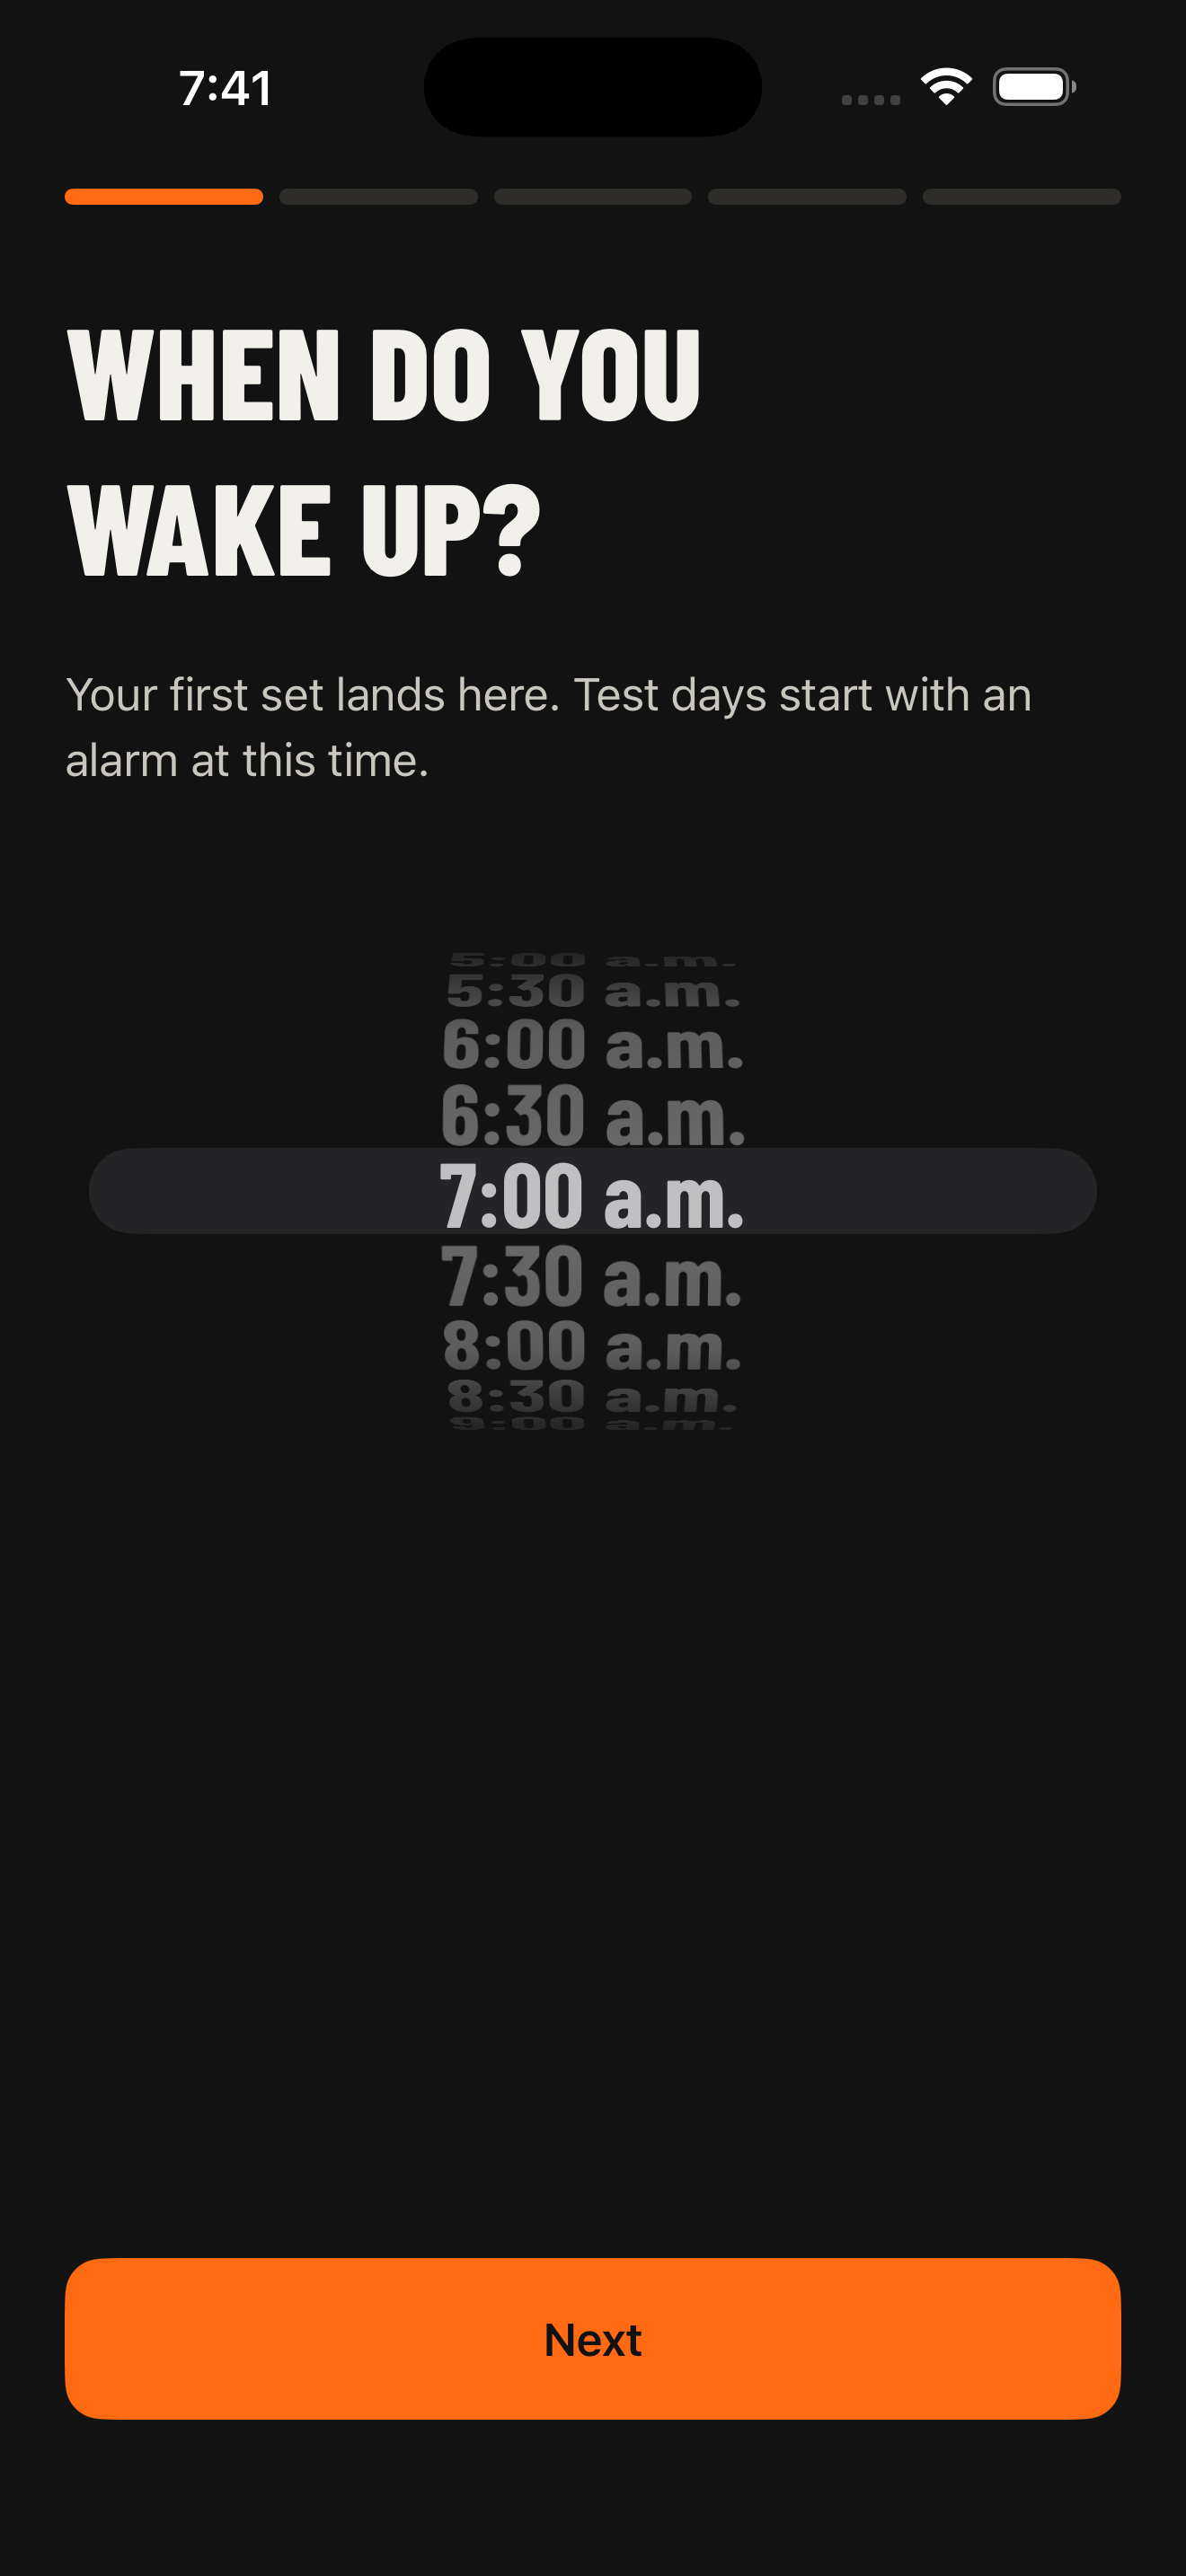 7:41
WHEN DO YOU
WAKE UP?
Your first set lands here. Test days start with an
alarm at this time.
5:00 a.m.
5:30 a.m.
6:00 a.m.
6:30 a.m.
7:00 a.m.
7:30 a.m.
8:00 a.m.
8:30 a.m.
9:00 a.m.
Next